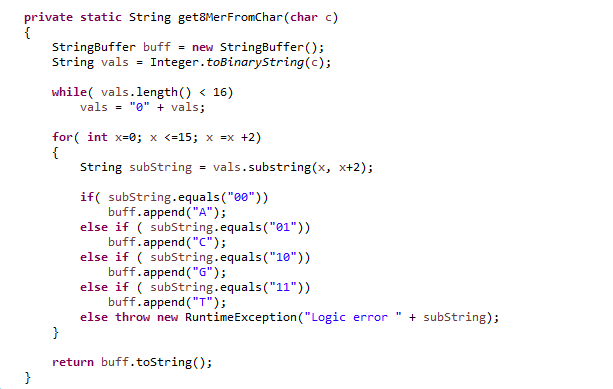 private static String get8MerFromChar(char c)
{
    StringBuffer buff = new StringBuffer();
    String vals = Integer.toBinaryString(c);

    while( vals.length() < 16)
        vals = "0" + vals;

    for( int x=0; x <=15; x =x +2)
    {
        String subString = vals.substring(x, x+2);

        if( subString.equals("00"))
            buff.append("A");
        else if ( subString.equals("01"))
            buff.append("C");
        else if ( subString.equals("10"))
            buff.append("G");
        else if ( subString.equals("11"))
            buff.append("T");
        else throw new RuntimeException("Logic error " + subString);
    }

    return buff.toString();
}